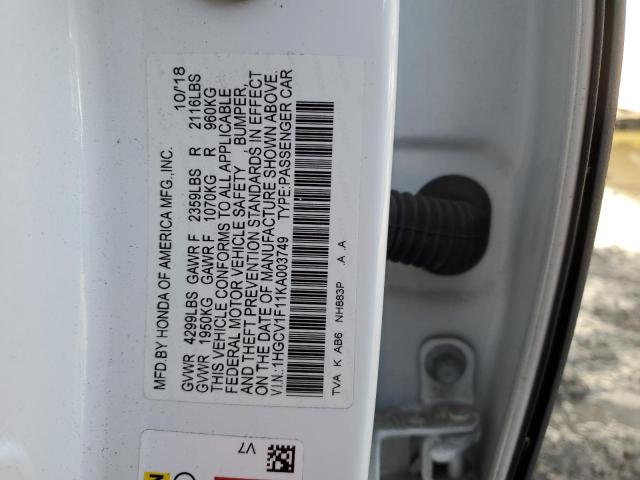 MFD.BY HONDA OF AMERICA MFG.,INC. 10/'18
GVWR 4299LBS GAWR F 2359LBS R 2116LBS
GVWR 1950KG GAWR F 1070KG R 960KG
THIS VEHICLE CONFORMS TO ALL APPLICABLE
FEDERAL MOTOR VEHICLE SAFETY, BUMPER,
AND THEFT PREVENTION STANDARDS IN EFFECT
ON THE DATE OF MANUFACTURE SHOWN ABOVE.
V.I.N.:1HGCV1F11KA003749 TYPE:PASSENGER CAR
TVA K AB6 NH883P .A .A
V7